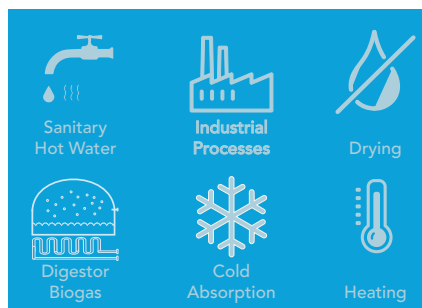 Sanitary
Hot Water
Industrial
Processes
Drying
Digestor
Biogas
Cold
Absorption
Heating